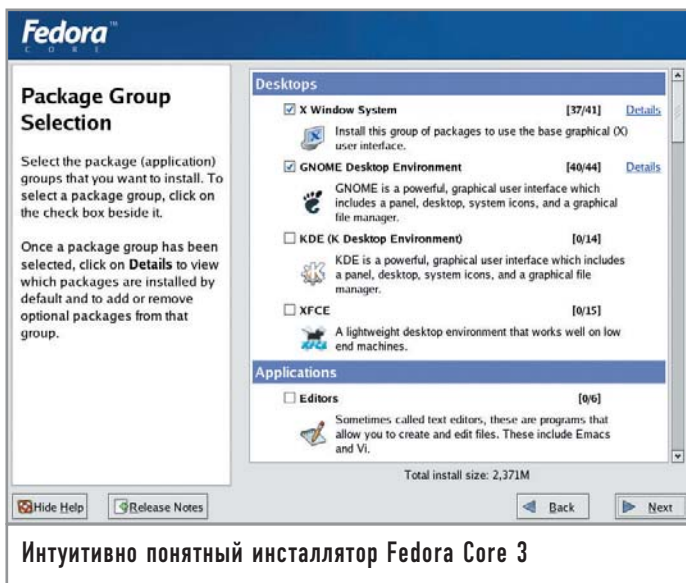 Fedora™
CORE
Package Group
Selection
Select the package (application)
groups that you want to install. To
select a package group, click on
the check box beside it.
Once a package group has been
selected, click on Details to view
which packages are installed by
default and to add or remove
optional packages from that
group.
Desktops
X Window System [37/41] Details
Install this group of packages to use the base graphical (X)
user interface.
GNOME Desktop Environment [40/44] Details
GNOME is a powerful, graphical user interface which
includes a panel, desktop, system icons, and a graphical
file manager.
KDE (K Desktop Environment) [0/14]
KDE is a powerful, graphical user interface which includes
a panel, desktop, system icons, and a graphical file
manager.
XFCE [0/15]
A lightweight desktop environment that works well on low
end machines.
Applications
Editors [0/6]
Sometimes called text editors, these are programs that
allow you to create and edit files. These include Emacs
and Vi.
Total install size: 2,371M
Hide Help
Release Notes
Back
Next
Интуитивно понятный инсталлятор Fedora Core 3